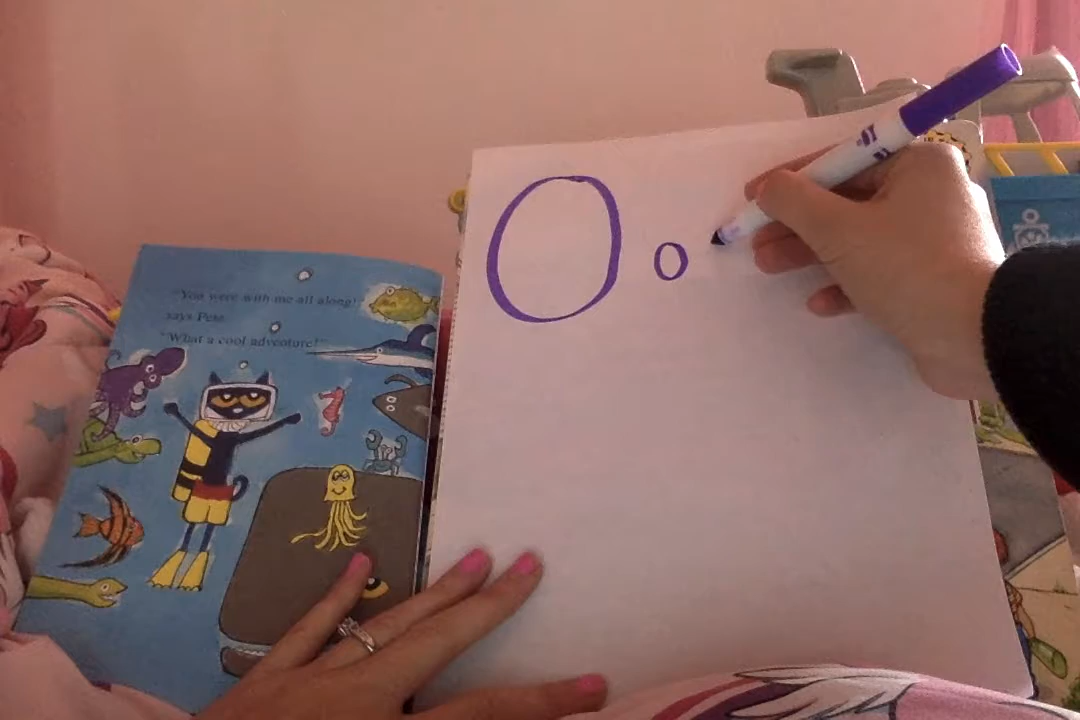 "You were with me all along!"
says Pete.
"What a cool adventure!"
O o